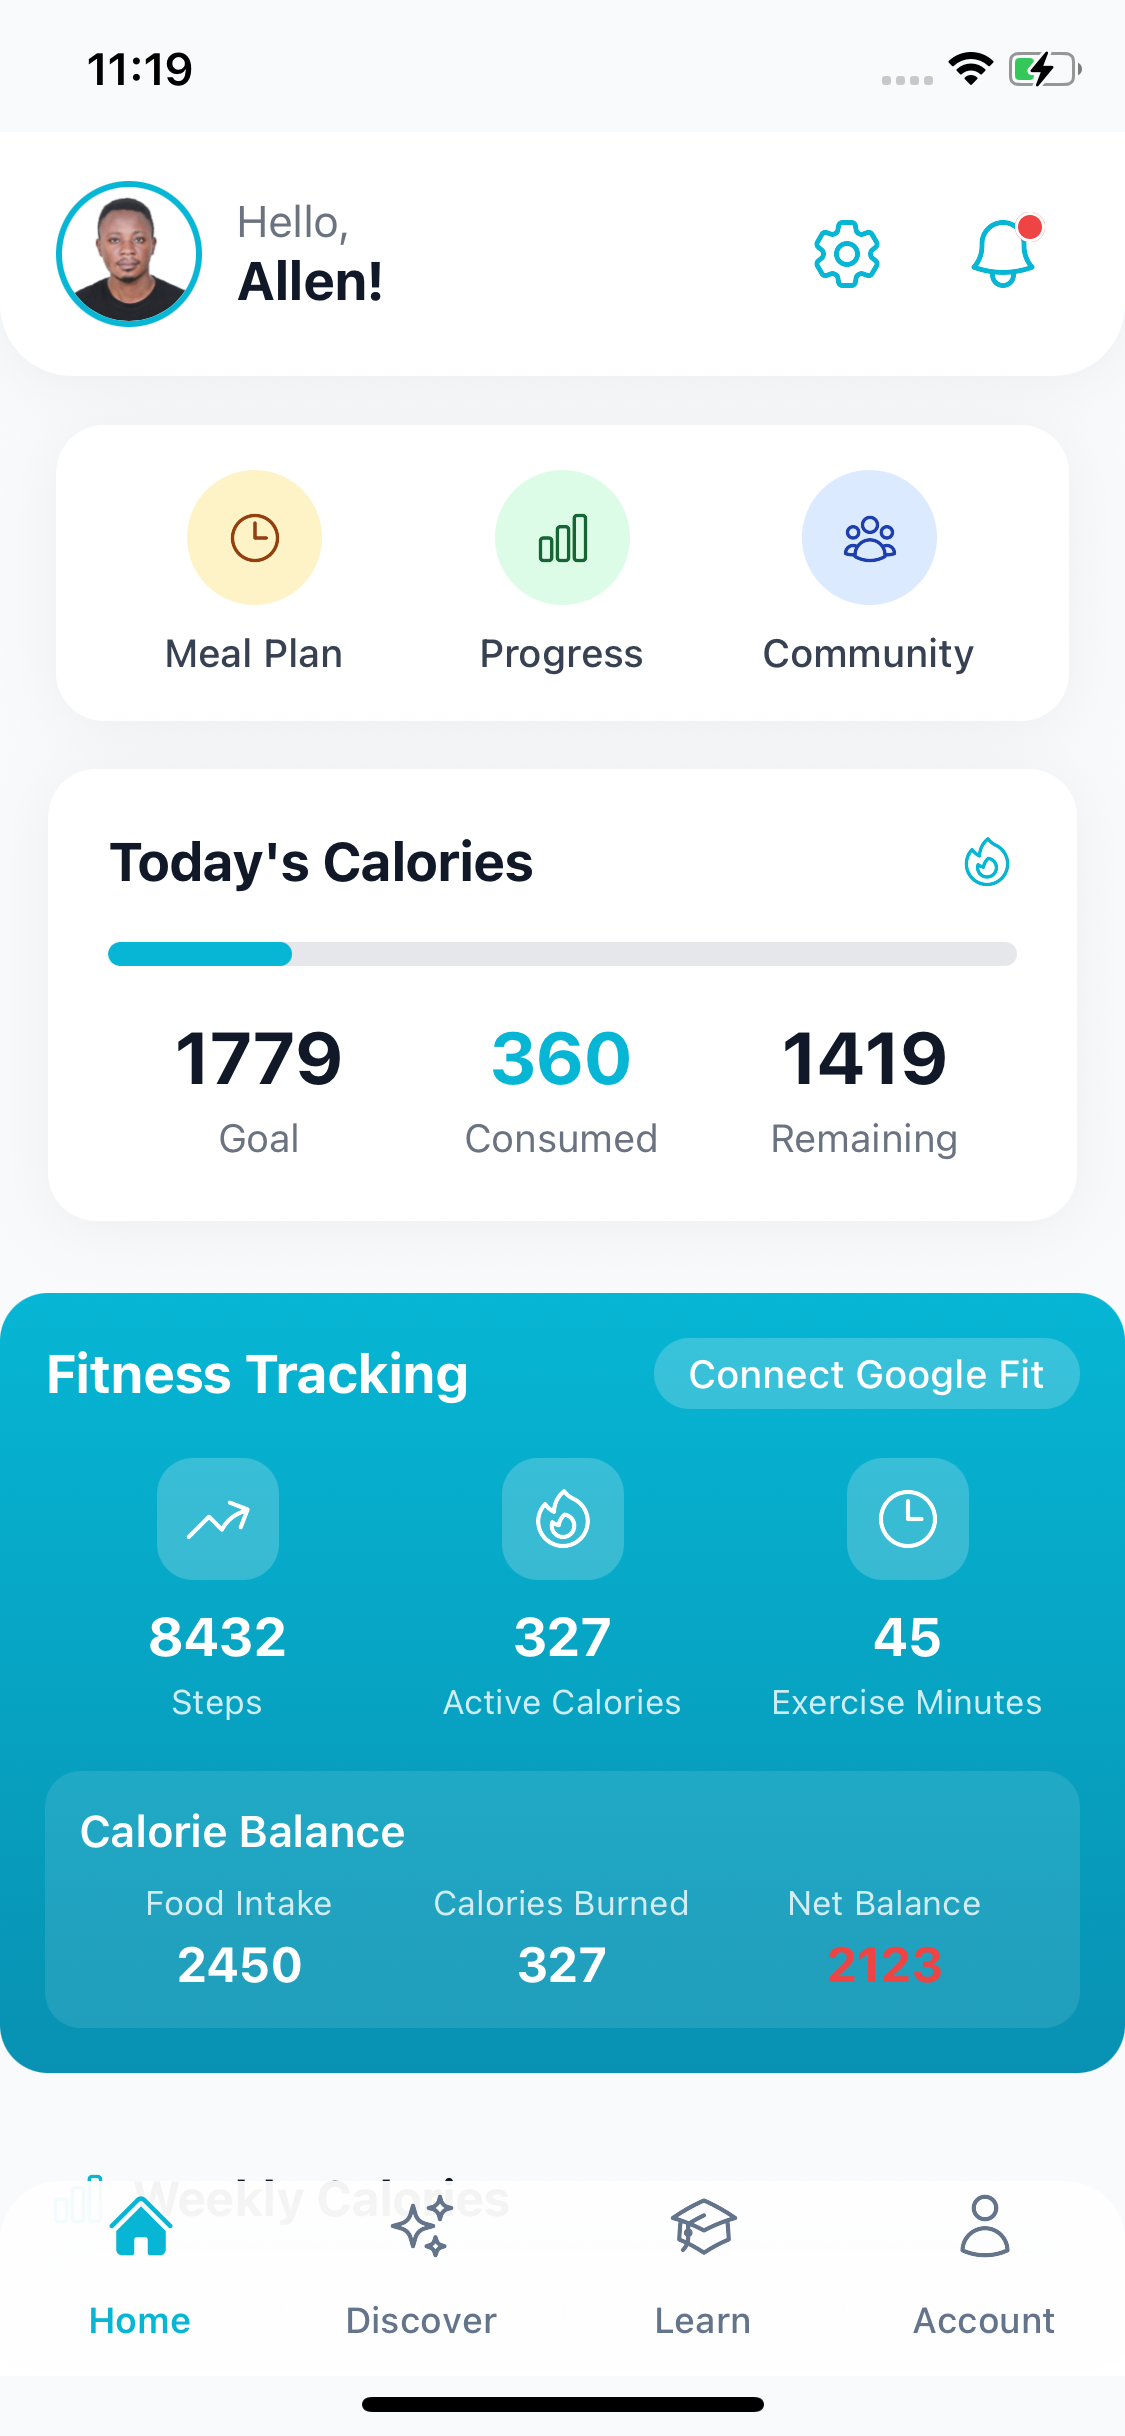 11:19
Hello,
Allen!
Meal Plan
Progress
Community
Today's Calories
1779
360
1419
Goal
Consumed
Remaining
Fitness Tracking
Connect Google Fit
8432
327
45
Steps
Active Calories
Exercise Minutes
Calorie Balance
Food Intake
Calories Burned
Net Balance
2450
327
2123
Weekly Calories
Home
Discover
Learn
Account